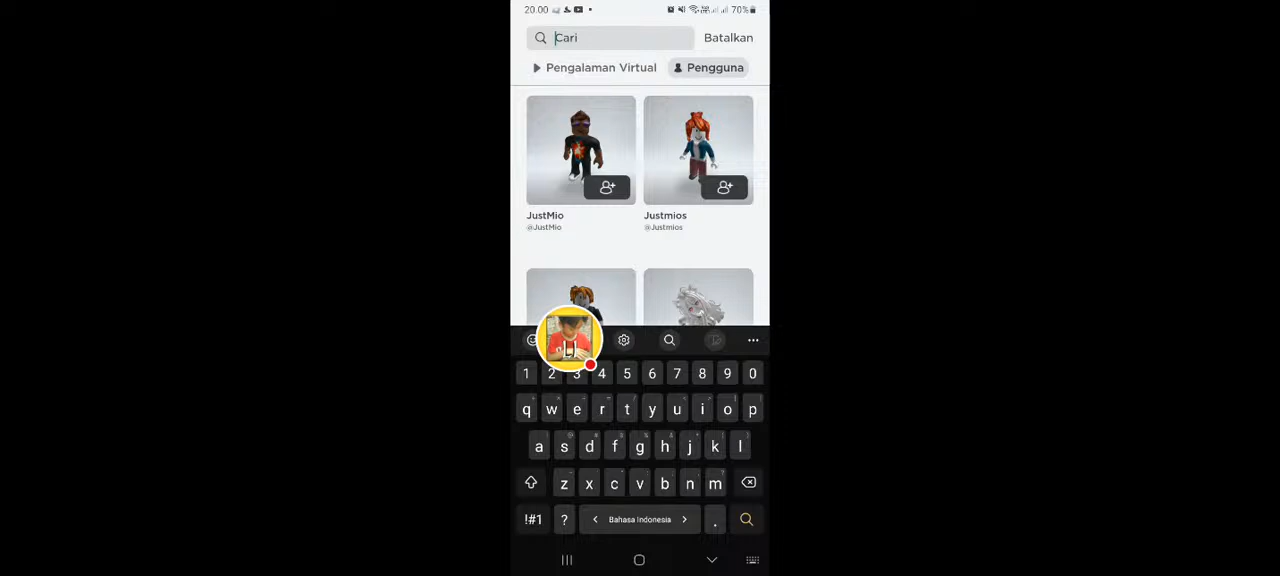 20.00
70%
Cari
Batalkan
Pengalaman Virtual
Pengguna
JustMio
@JustMio
Justmios
@Justmios
1 2 3 4 5 6 7 8 9 0
q w e r t y u i o p
a s d f g h j k l
z x c v b n m
!#1 ? < Bahasa Indonesia > .